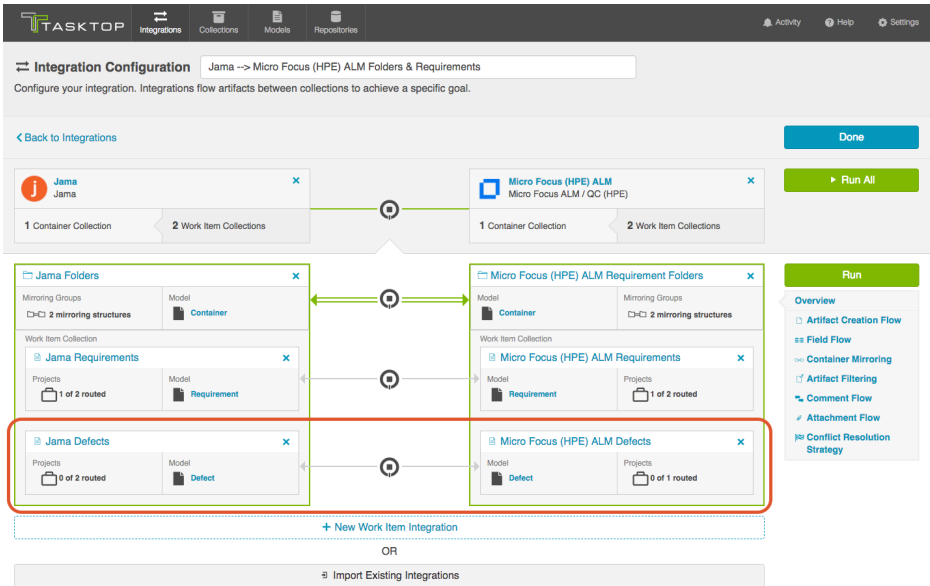 TASKTOP
Integrations
Collections
Models
Repositories
Activity
Help
Settings
Integration Configuration
Jama --> Micro Focus (HPE) ALM Folders & Requirements
Configure your integration. Integrations flow artifacts between collections to achieve a specific goal.
Back to Integrations
Done
Jama
Jama
1 Container Collection
2 Work Item Collections
Micro Focus (HPE) ALM
Micro Focus ALM / QC (HPE)
1 Container Collection
2 Work Item Collections
Run All
Jama Folders
Mirroring Groups
2 mirroring structures
Model
Container
Micro Focus (HPE) ALM Requirement Folders
Model
Container
Mirroring Groups
2 mirroring structures
Work Item Collection
Jama Requirements
Projects
1 of 2 routed
Model
Requirement
Work Item Collection
Micro Focus (HPE) ALM Requirements
Model
Requirement
Projects
1 of 2 routed
Jama Defects
Projects
0 of 2 routed
Model
Defect
Micro Focus (HPE) ALM Defects
Model
Defect
Projects
0 of 1 routed
Run
Overview
Artifact Creation Flow
Field Flow
Container Mirroring
Artifact Filtering
Comment Flow
Attachment Flow
Conflict Resolution
Strategy
+ New Work Item Integration
OR
Import Existing Integrations